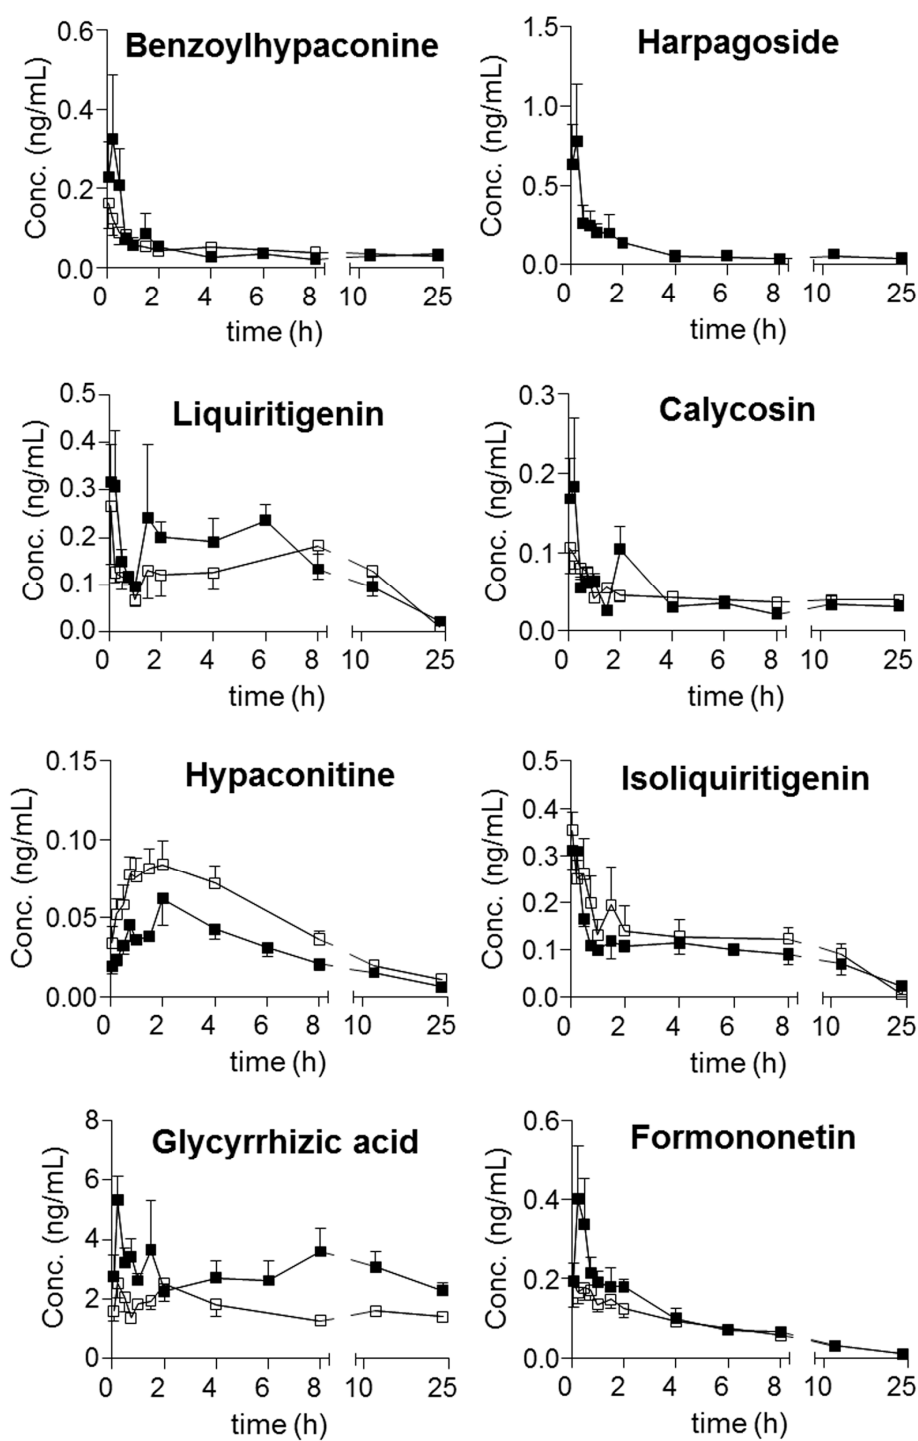 Benzoylhypaconine
Conc. (ng/mL)
0.6
0.4
0.2
0.0
0 2 4 6 8 10 25
time (h)
Harpagoside
Conc. (ng/mL)
1.5
1.0
0.5
0.0
0 2 4 6 8 10 25
time (h)
Liquiritigenin
Conc. (ng/mL)
0.5
0.4
0.3
0.2
0.1
0.0
0 2 4 6 8 10 25
time (h)
Calycosin
Conc. (ng/mL)
0.3
0.2
0.1
0.0
0 2 4 6 8 10 25
time (h)
Hypaconitine
Conc. (ng/mL)
0.15
0.10
0.05
0.00
0 2 4 6 8 10 25
time (h)
Isoliquiritigenin
Conc. (ng/mL)
0.5
0.4
0.3
0.2
0.1
0.0
0 2 4 6 8 10 25
time (h)
Glycyrrhizic acid
Conc. (ng/mL)
8
6
4
2
0
0 2 4 6 8 10 25
time (h)
Formononetin
Conc. (ng/mL)
0.6
0.4
0.2
0.0
0 2 4 6 8 10 25
time (h)